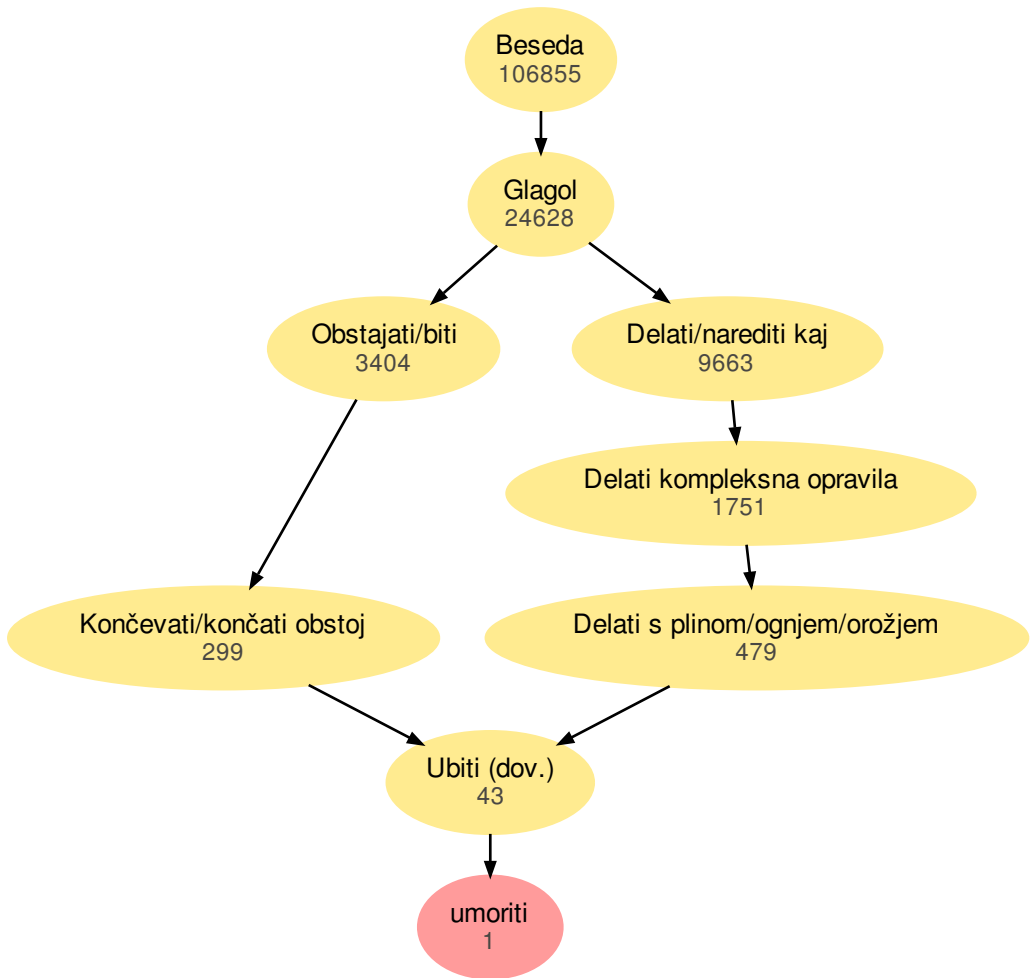 Beseda
106855
Glagol
24628
Obstajati/biti
3404
Delati/narediti kaj
9663
Delati kompleksna opravila
1751
Končevati/končati obstoj
299
Delati s plinom/ognjem/orožjem
479
Ubiti (dov.)
43
umoriti
1